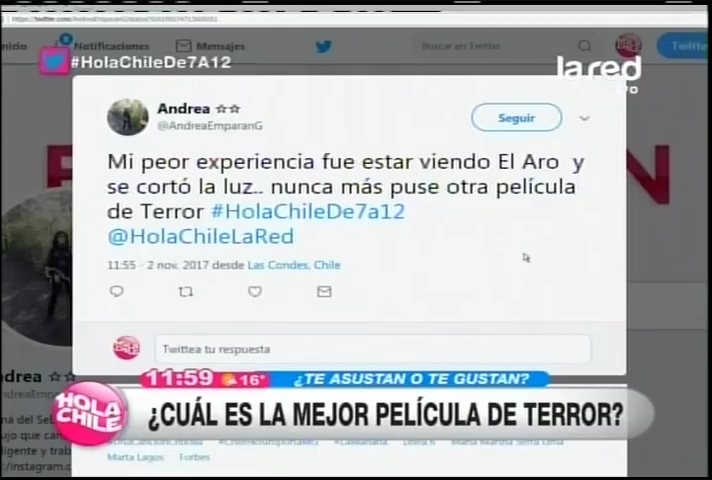 Notificaciones
Mensajes
Buscar en Twitter
#HolaChileDe7A12
la red
Andrea ☆☆
@AndreaEmparanG
Seguir
Mi peor experiencia fue estar viendo El Aro y
se cortó la luz.. nunca más puse otra película
de Terror #HolaChileDe7a12
@HolaChileLaRed
11:55 - 2 nov. 2017 desde Las Condes, Chile
Twittea tu respuesta
11:59 16° ¿TE ASUSTAN O TE GUSTAN?
HOLA CHILE
¿CUÁL ES LA MEJOR PELÍCULA DE TERROR?
Marta Lagos Forbes